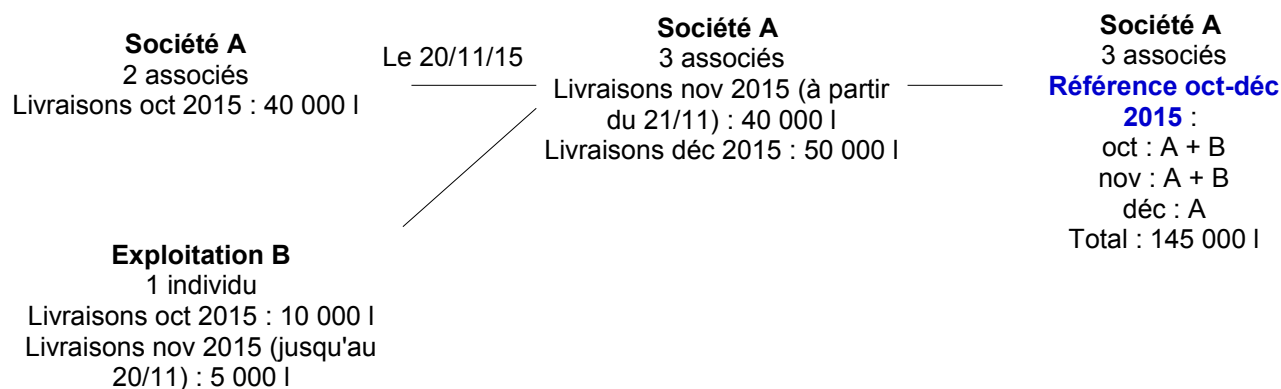 Société A
2 associés
Livraisons oct 2015 : 40 000 l
Le 20/11/15
Société A
3 associés
Livraisons nov 2015 (à partir
du 21/11) : 40 000 l
Livraisons déc 2015 : 50 000 l
Société A
3 associés
Référence oct-déc
2015 :
oct : A + B
nov : A + B
déc : A
Total : 145 000 l
Exploitation B
1 individu
Livraisons oct 2015 : 10 000 l
Livraisons nov 2015 (jusqu'au
20/11) : 5 000 l